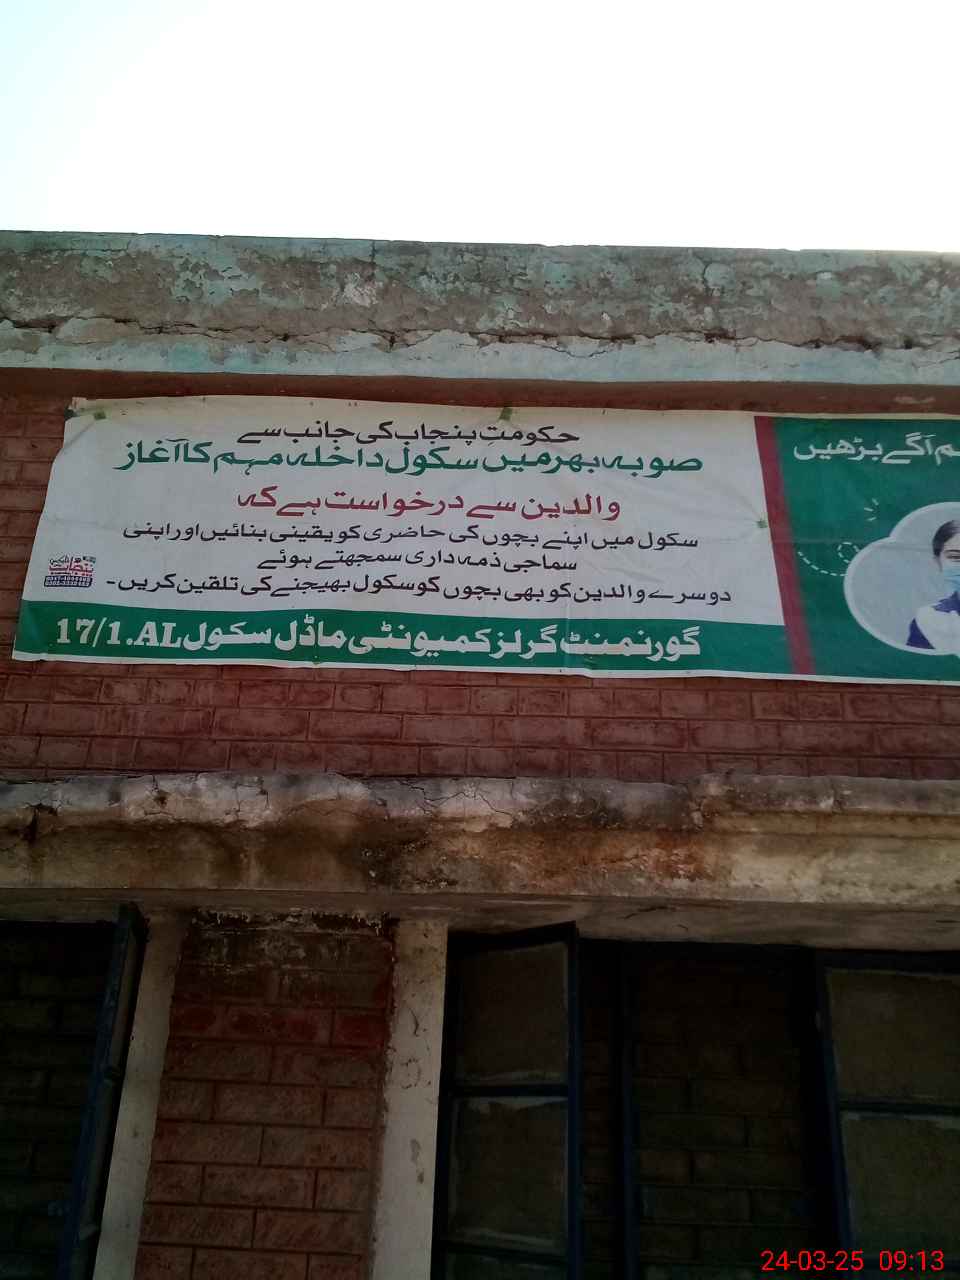 حکومتِ پنجاب کی جانب سے
صوبہ بھر میں سکول داخلہ مہم کا آغاز
والدین سے درخواست ہے کہ
سکول میں اپنے بچوں کی حاضری کو یقینی بنائیں اور اپنی
سماجی ذمہ داری سمجھتے ہوئے
دوسرے والدین کو بھی بچوں کو سکول بھیجنے کی تلقین کریں-
گورنمنٹ گرلز کمیونٹی ماڈل سکول 17/1.AL
آگے بڑھیں
پنجاب
24-03-25 09:13